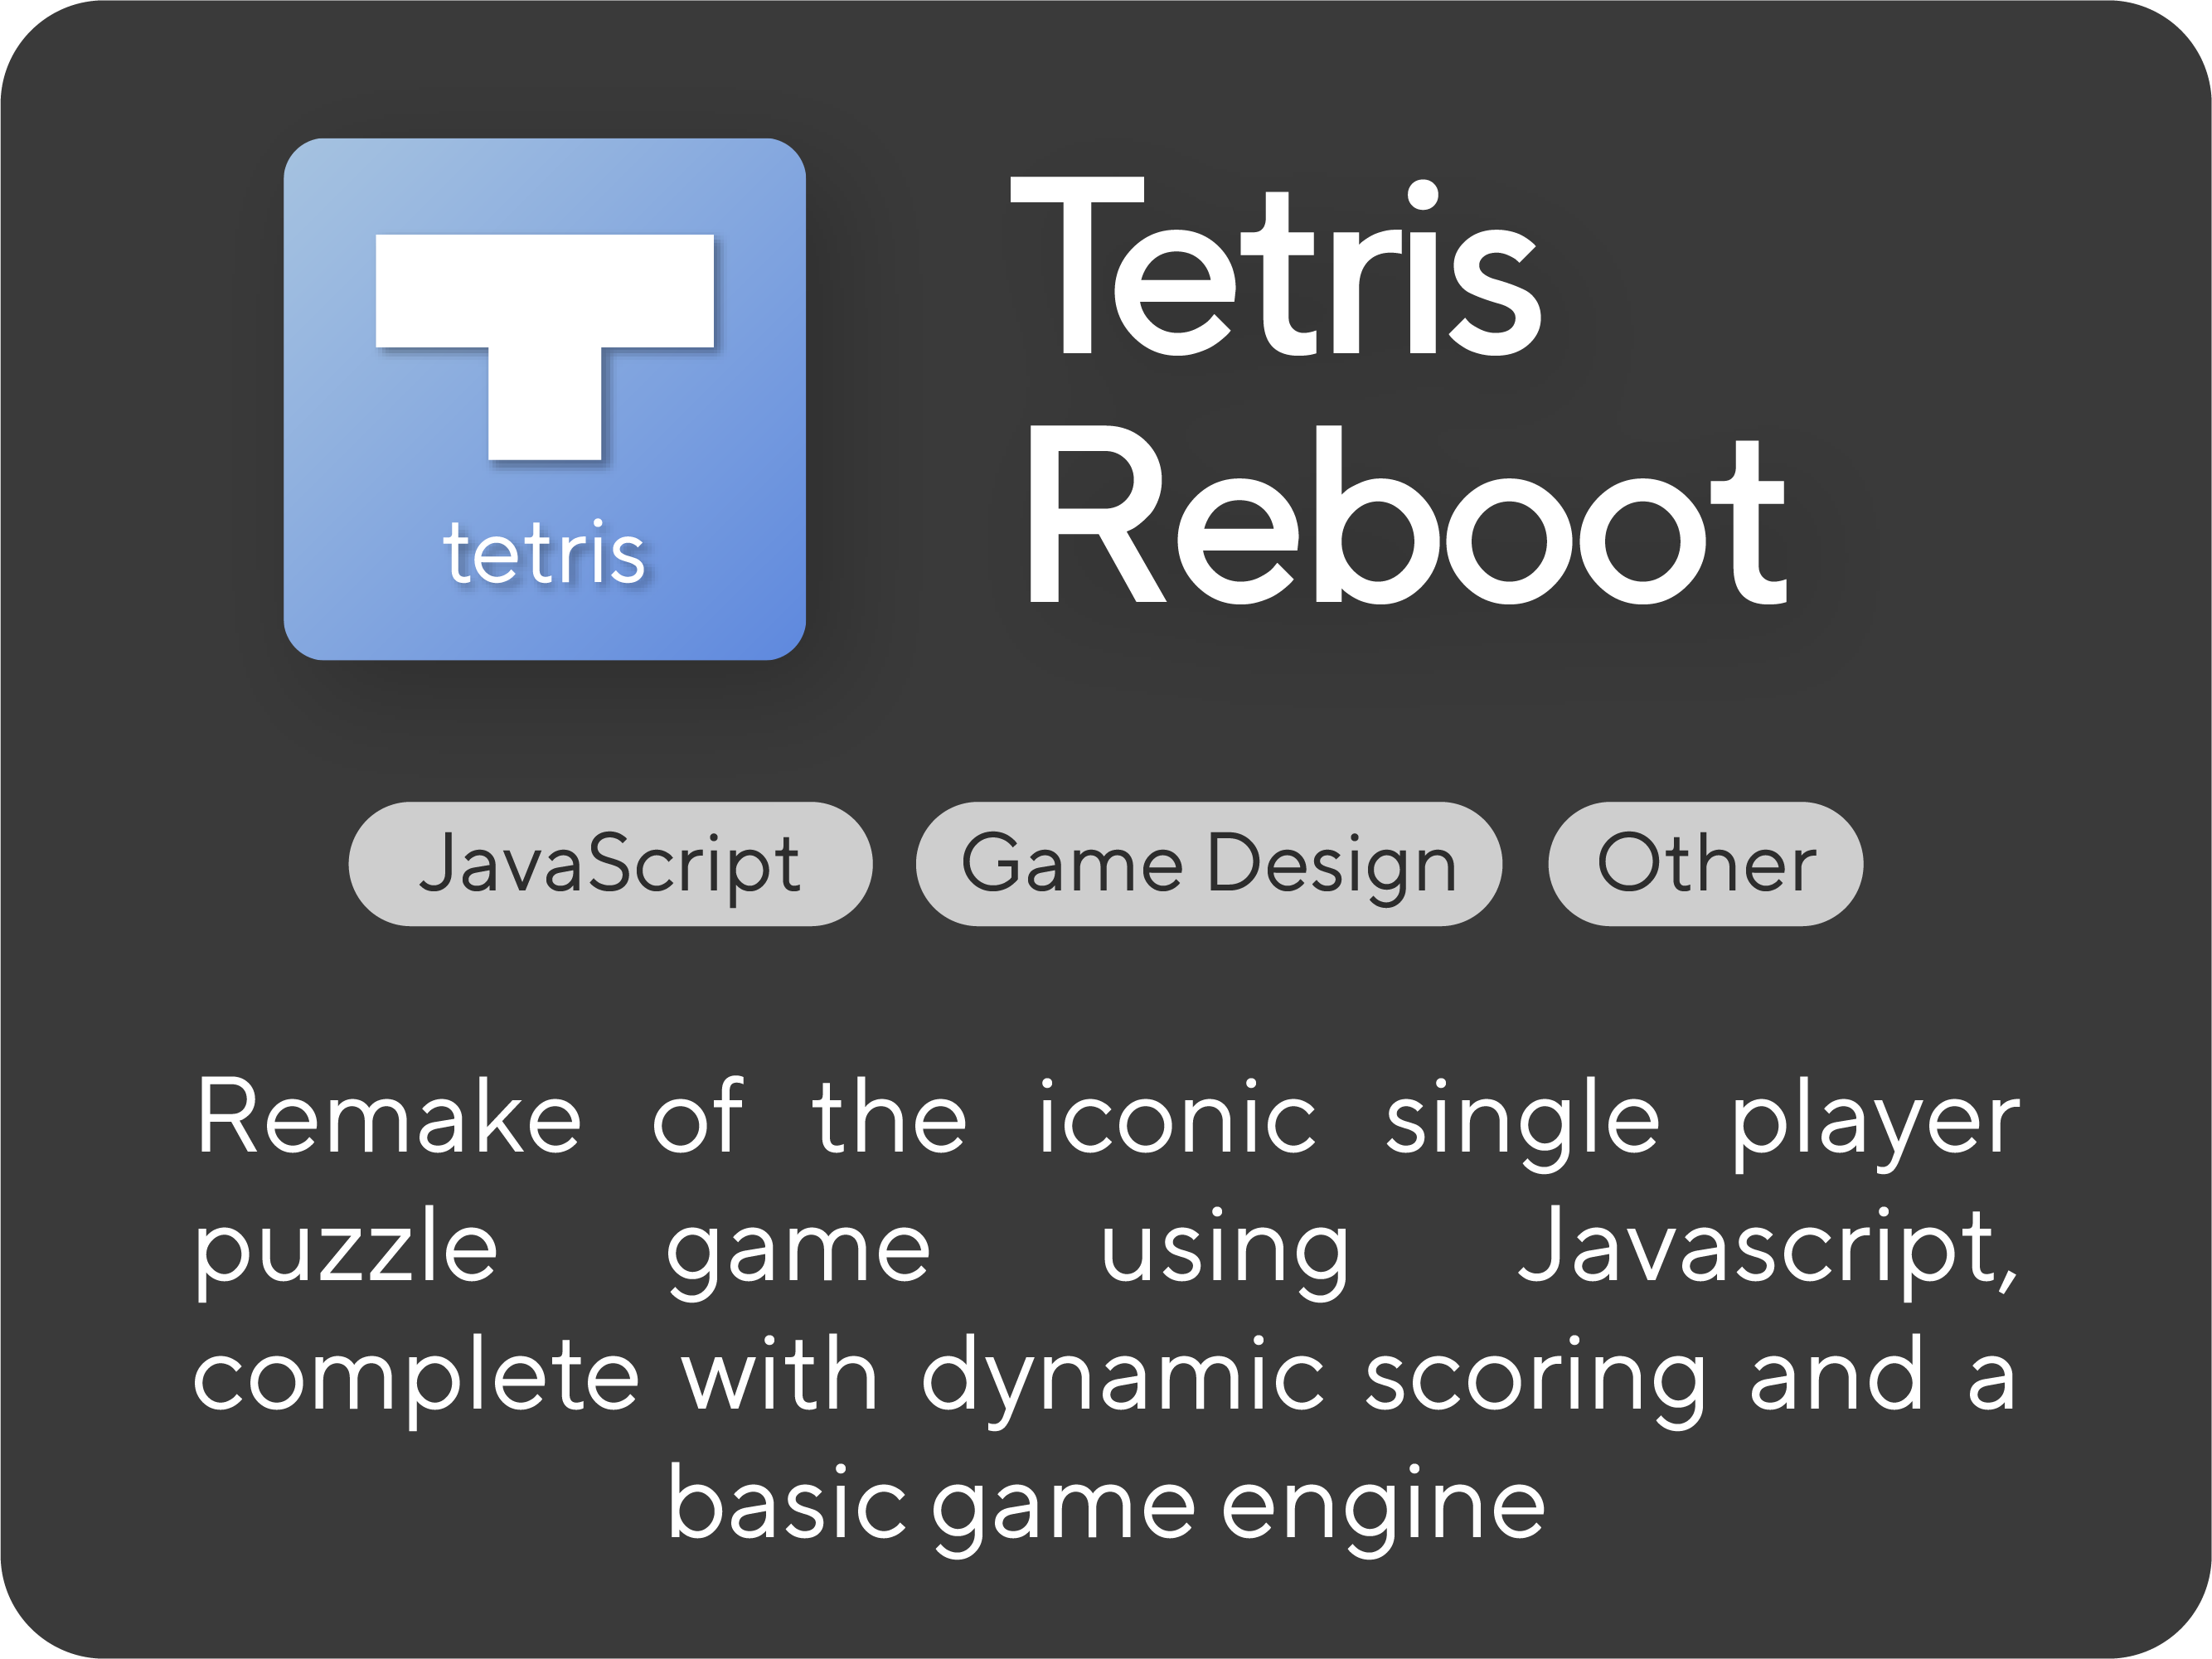 tetris
Tetris
Reboot
JavaScript
Game Design
Other
Remake of the iconic single player
puzzle game using Javascript,
complete with dynamic scoring and a
basic game engine